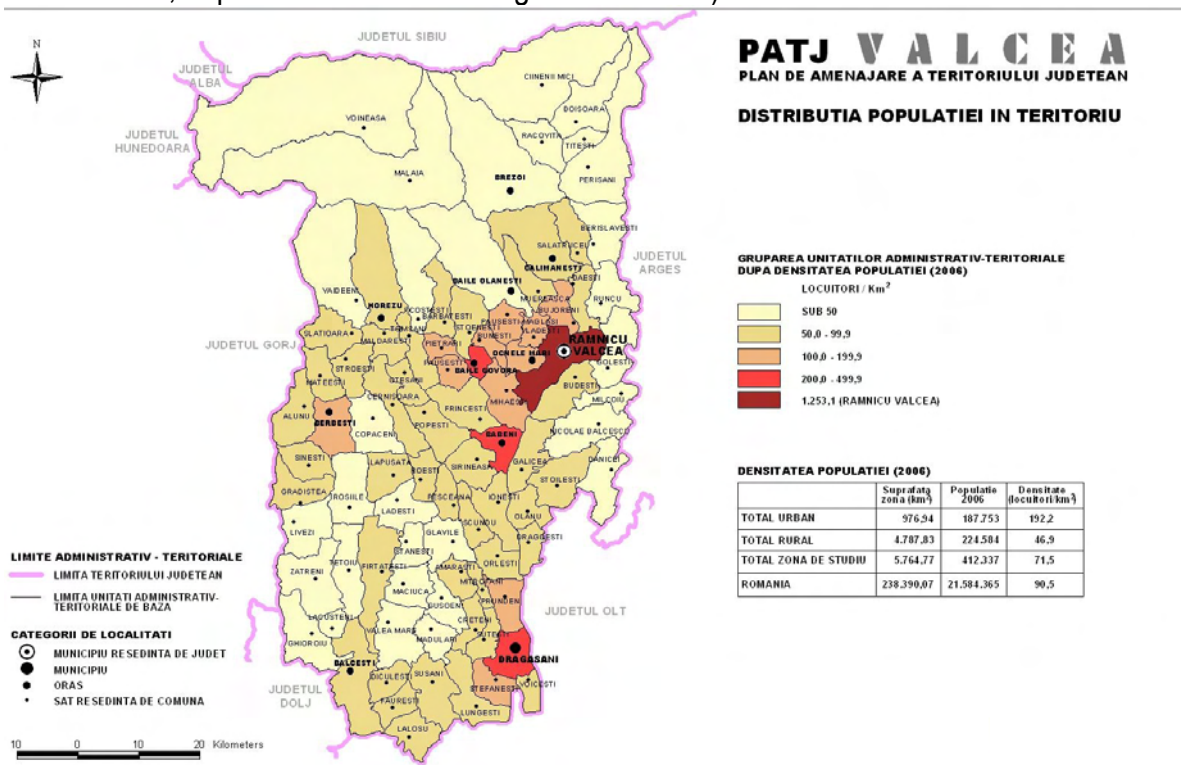 JUDETUL SIBIU
N
PATJ VALCEA
PLAN DE AMENAJARE A TERITORIULUI JUDETEAN
DISTRIBUTIA POPULATIEI IN TERITORIU
JUDETUL
ALBA
JUDETUL
HUNEDOARA
CIINENII MICI
BOISOARA
VOINEASA
RACOVITA
TITESTI
MALAIA
BREZOI
PERISANI
BERISLAVESTI
SALATRUCEL
CALIMANESTI
JUDETUL
ARGES
DAESTI
BAILE OLANESTI
MUEREASCA
RUNCU
BUJORENI
VAIDEENI
HOREZU
COSTESTI
BARBATESTI
STOENESTI
PAUSESTI MAGLASI
VLADESTI
SLATIOARA
MALDARESTI
TOMSANI
PIETRARI
BUNESTI
RAMNICU
VALCEA
JUDETUL GORJ
OCNELE MARI
STROESTI
PAUSESTI
BAILE GOVORA
GOLESTI
MATEESTI
OTESANI
BUDESTI
CERNISOARA
MIHAESTI
MILCOIU
ALUNU
BERBESTI
FRINCESTI
COPACENI
POPESTI
NICOLAE BALCESCU
BABENI
SINESTI
LAPUSATA
SIRINEASA
GALICEA
DANICEI
ROESTI
STOILESTI
GRADISTEA
ROSIILE
PESCEANA
IONESTI
LADESTI
OLANU
LIVEZI
SCUNDU
GLAVILE
DRAGOESTI
STANESTI
ZATRENI
TETOIU
FIRTATESTI
AMARASTI
ORLESTI
MITROFANI
MACIUCA
GUSOENI
PRUNDENI
JUDETUL OLT
LACUSTENI
CRETENI
GHIOROIU
VALEA MARE
MADULARI
SUTESTI
BALCESTI
DRAGASANI
DICULESTI
SUSANI
STEFANESTI
VOICESTI
JUDETUL
DOLJ
FAURESTI
LUNGESTI
LALOSU
GRUPAREA UNITATILOR ADMINISTRATIV-TERITORIALE
DUPA DENSITATEA POPULATIEI (2006)
LOCUITORI / Km²
SUB 50
50,0 - 99,9
100,0 - 199,9
200,0 - 499,9
1.253,1 (RAMNICU VALCEA)
DENSITATEA POPULATIEI (2006)
Suprafata zona (km²) Populatie 2006 Densitate (locuitori/km²)
TOTAL URBAN 976,94 187.753 192,2
TOTAL RURAL 4.787,83 224.584 46,9
TOTAL ZONA DE STUDIU 5.764,77 412.337 71,5
ROMANIA 238.390,07 21.584.365 90,5
LIMITE ADMINISTRATIV - TERITORIALE
LIMITA TERITORIULUI JUDETEAN
LIMITA UNITATI ADMINISTRATIV-
TERITORIALE DE BAZA
CATEGORII DE LOCALITATI
MUNICIPIU RESEDINTA DE JUDET
MUNICIPIU
ORAS
SAT RESEDINTA DE COMUNA
10 0 10 20 Kilometers